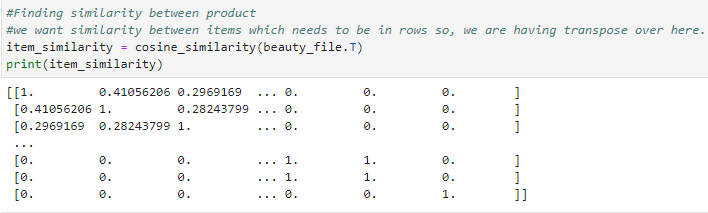 #Finding similarity between product
#we want similarity between items which needs to be in rows so, we are having transpose over here.
item_similarity = cosine_similarity(beauty_file.T)
print(item_similarity)
[[1. 0.41056206 0.2969169 ... 0. 0. 0. ]
[0.41056206 1. 0.28243799 ... 0. 0. 0. ]
[0.2969169 0.28243799 1. ... 0. 0. 0. ]
...
[0. 0. 0. ... 1. 1. 0. ]
[0. 0. 0. ... 1. 1. 0. ]
[0. 0. 0. ... 0. 0. 1. ]]